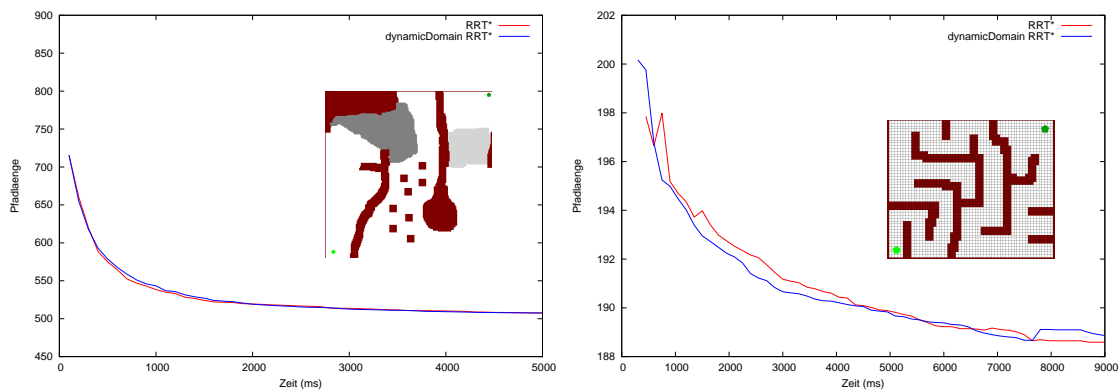 900
850
800
750
700
650
600
550
500
450
0 1000 2000 3000 4000 5000
Pfadlaenge
Zeit (ms)
RRT*
dynamicDomain RRT*
202
200
198
196
194
192
190
188
0 1000 2000 3000 4000 5000 6000 7000 8000 9000
Pfadlaenge
Zeit (ms)
RRT*
dynamicDomain RRT*